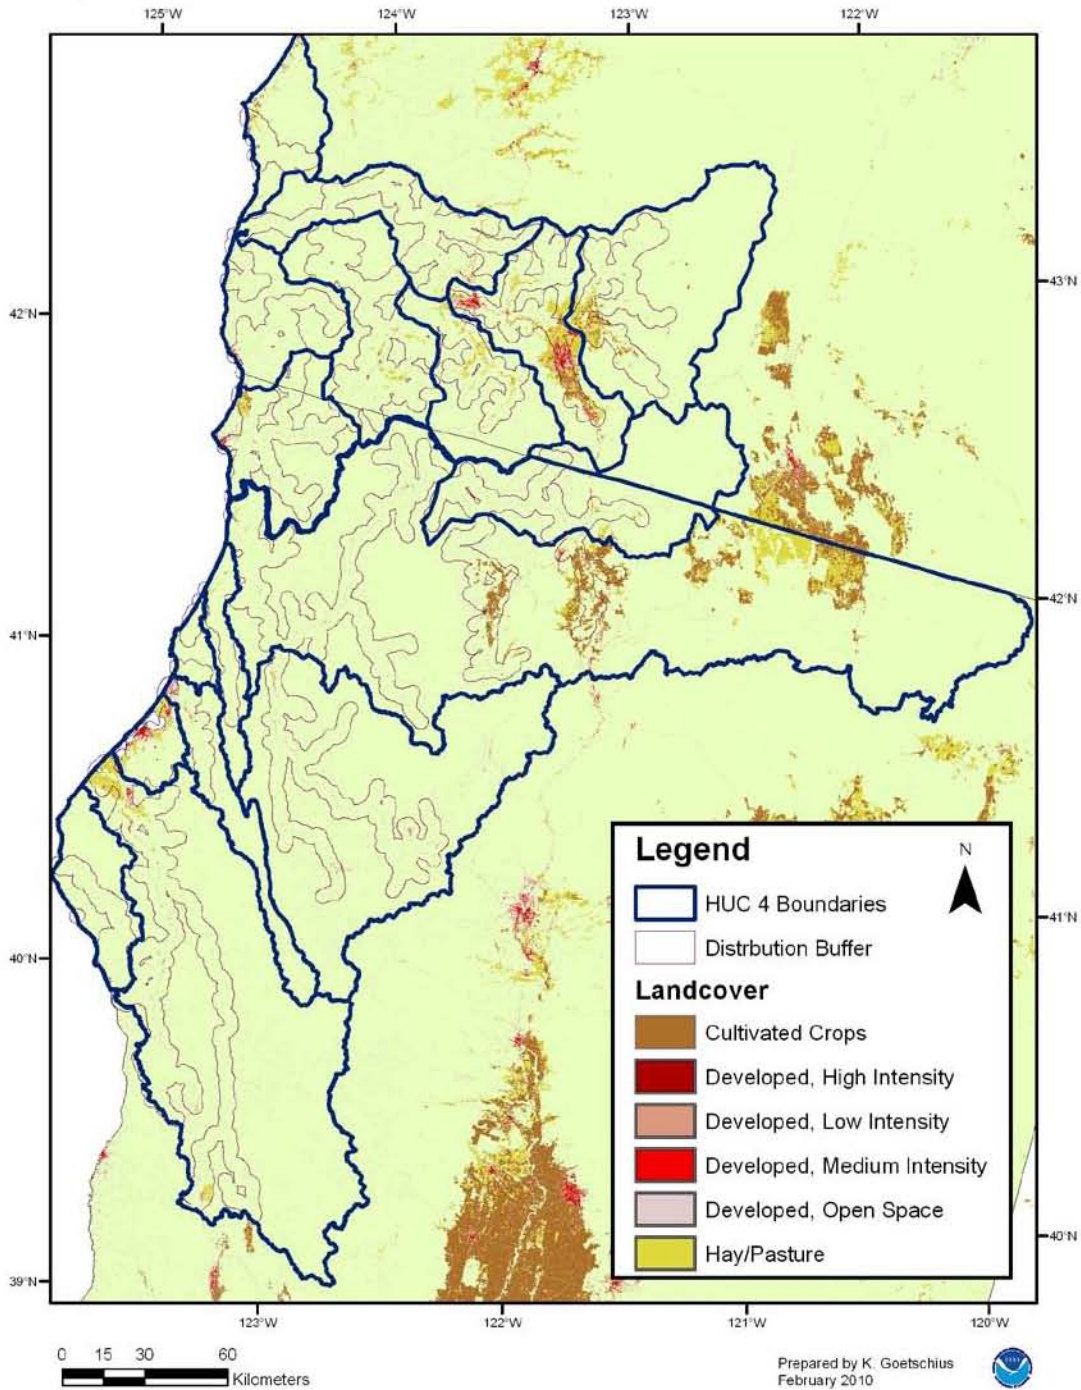 125°W 124°W 123°W 122°W
43°N
42°N
42°N
41°N
41°N
40°N
40°N
39°N
Legend
N
HUC 4 Boundaries
Distrbution Buffer
Landcover
Cultivated Crops
Developed, High Intensity
Developed, Low Intensity
Developed, Medium Intensity
Developed, Open Space
Hay/Pasture
123°W 122°W 121°W 120°W
0 15 30 60
Kilometers
Prepared by K. Goetschius
February 2010